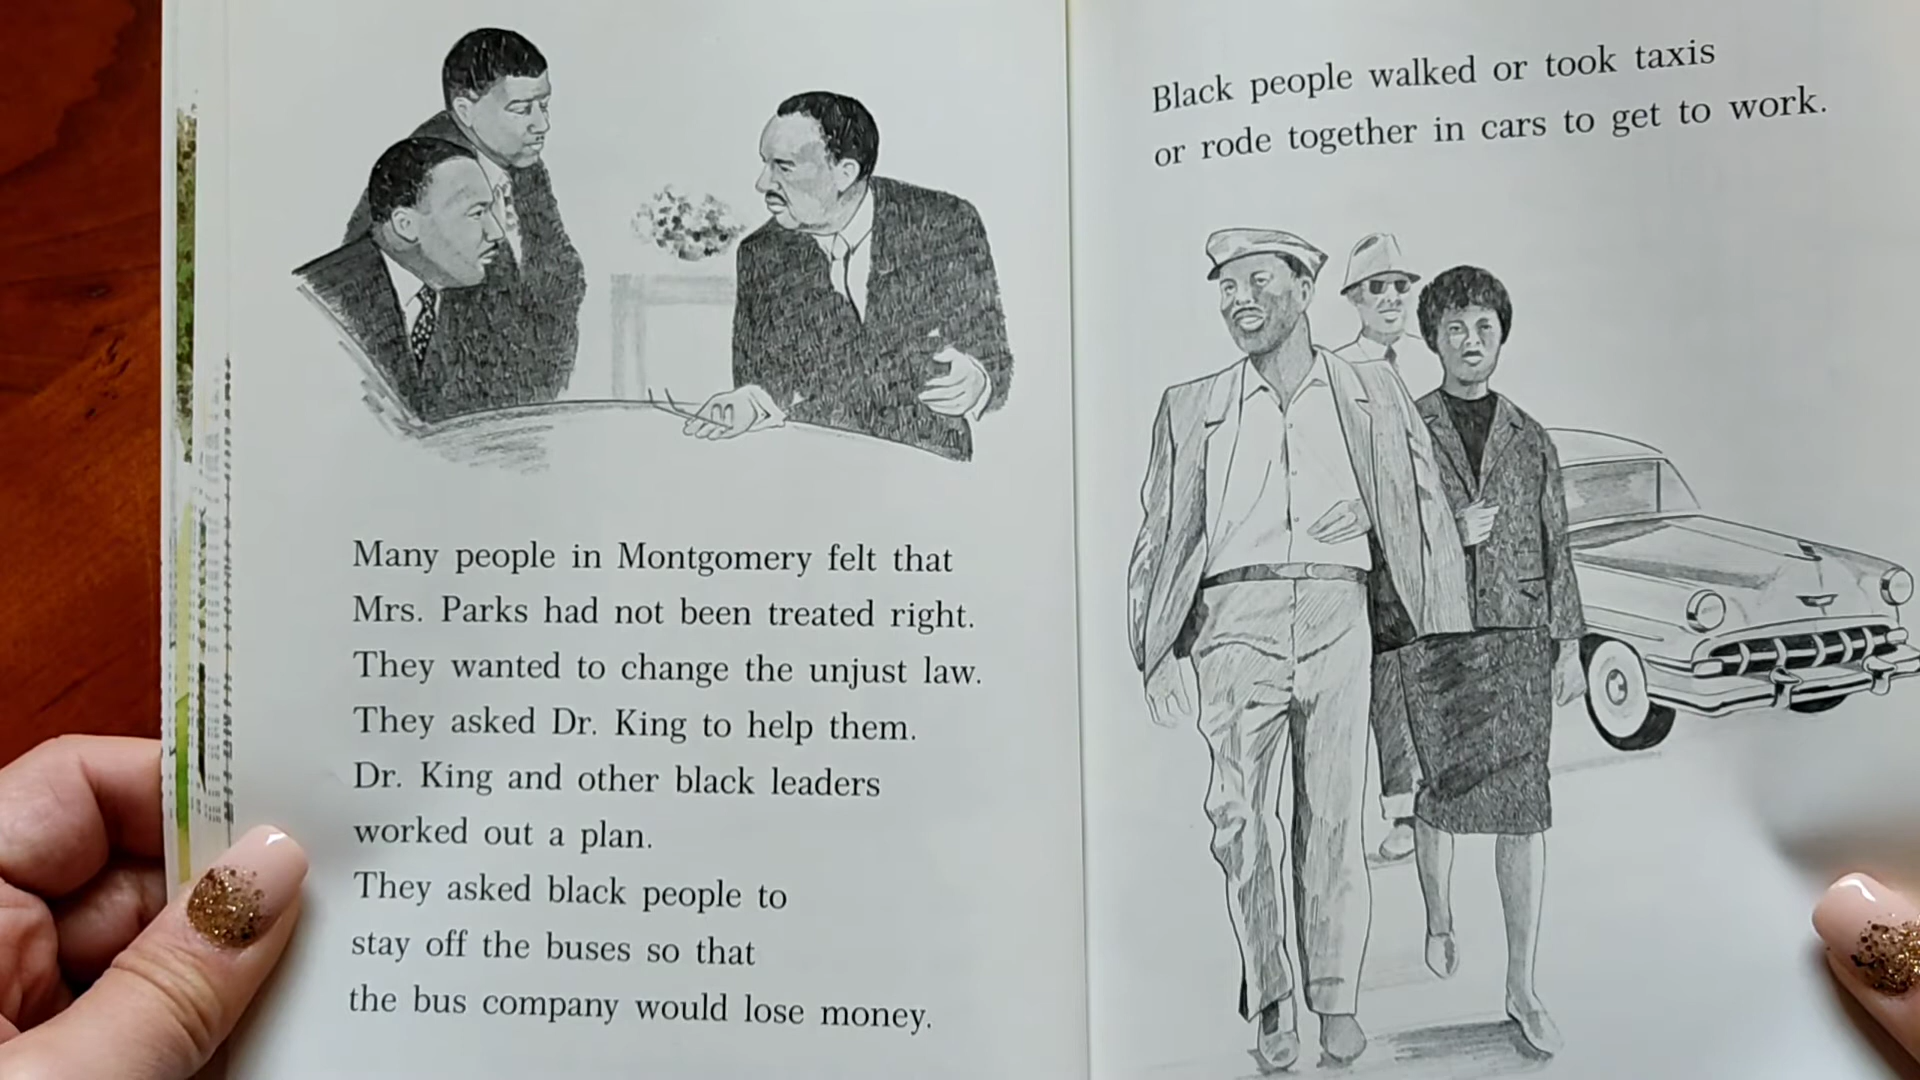 Many people in Montgomery felt that
Mrs. Parks had not been treated right.
They wanted to change the unjust law.
They asked Dr. King to help them.
Dr. King and other black leaders
worked out a plan.
They asked black people to
stay off the buses so that
the bus company would lose money.
Black people walked or took taxis
or rode together in cars to get to work.